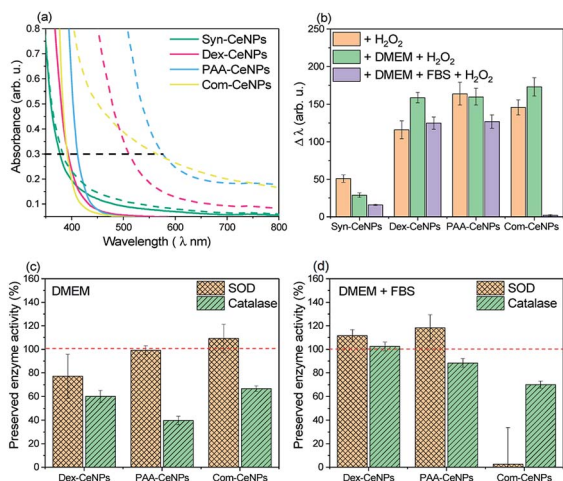 (a)
Syn-CeNPs
Dex-CeNPs
PAA-CeNPs
Com-CeNPs
Absorbance (arb. u.)
0.8
0.7
0.6
0.5
0.4
0.3
0.2
0.1
400 500 600 700 800
Wavelength ( λ nm)
(b)
+ H₂O₂
+ DMEM + H₂O₂
+ DMEM + FBS + H₂O₂
Δ λ (arb. u.)
250
200
150
100
50
0
Syn-CeNPs Dex-CeNPs PAA-CeNPs Com-CeNPs
(c)
DMEM
SOD
Catalase
Preserved enzyme activity (%)
160
140
120
100
80
60
40
20
0
Dex-CeNPs PAA-CeNPs Com-CeNPs
(d)
DMEM + FBS
SOD
Catalase
Preserved enzyme activity (%)
160
140
120
100
80
60
40
20
0
Dex-CeNPs PAA-CeNPs Com-CeNPs